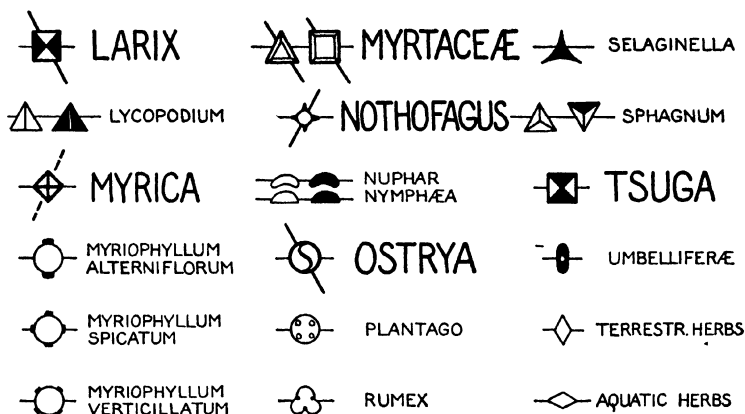 LARIX
MYRTACEÆ
SELAGINELLA
LYCOPODIUM
NOTHOFAGUS
SPHAGNUM
MYRICA
NUPHAR
NYMPHÆA
TSUGA
MYRIOPHYLLUM
ALTERNIFLORUM
OSTRYA
UMBELLIFERÆ
MYRIOPHYLLUM
SPICATUM
PLANTAGO
TERRESTR. HERBS
MYRIOPHYLLUM
VERTICILLATUM
RUMEX
AQUATIC HERBS